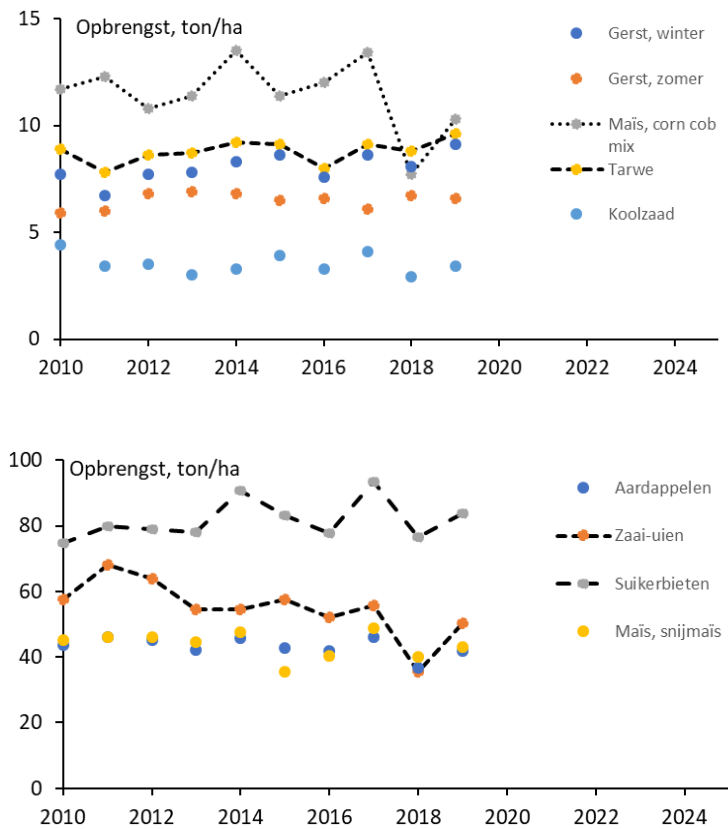 Opbrengst, ton/ha
15
10
5
0
2010 2012 2014 2016 2018 2020 2022 2024
Gerst, winter
Gerst, zomer
Maïs, corn cob
mix
Tarwe
Koolzaad
Opbrengst, ton/ha
100
80
60
40
20
0
2010 2012 2014 2016 2018 2020 2022 2024
Aardappelen
Zaai-uien
Suikerbieten
Maïs, snijmaïs